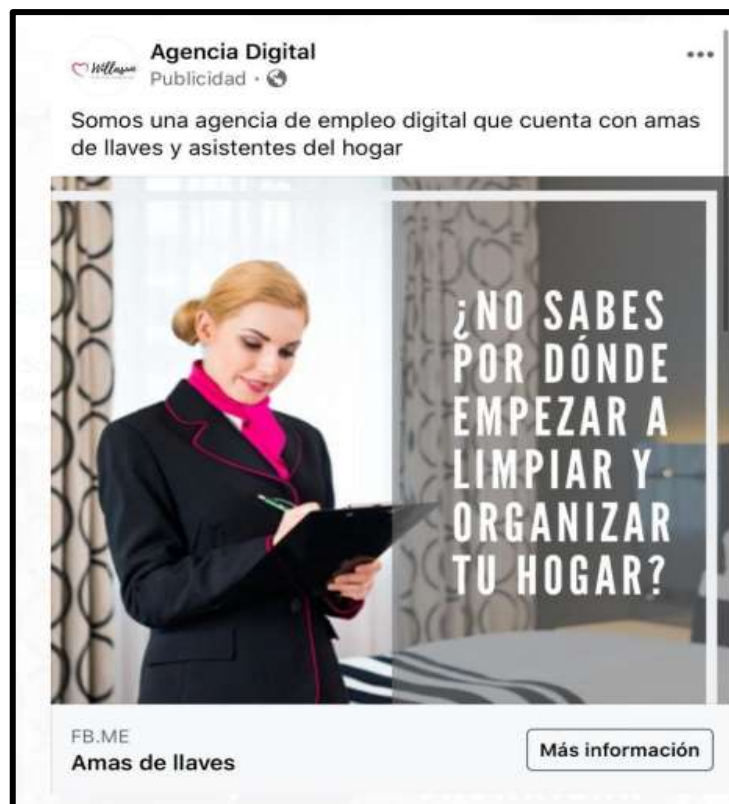 Agencia Digital
Publicidad ·
Somos una agencia de empleo digital que cuenta con amas
de llaves y asistentes del hogar
¿NO SABES
POR DÓNDE
EMPEZAR A
LIMPIAR Y
ORGANIZAR
TU HOGAR?
FB.ME
Amas de llaves
Más información